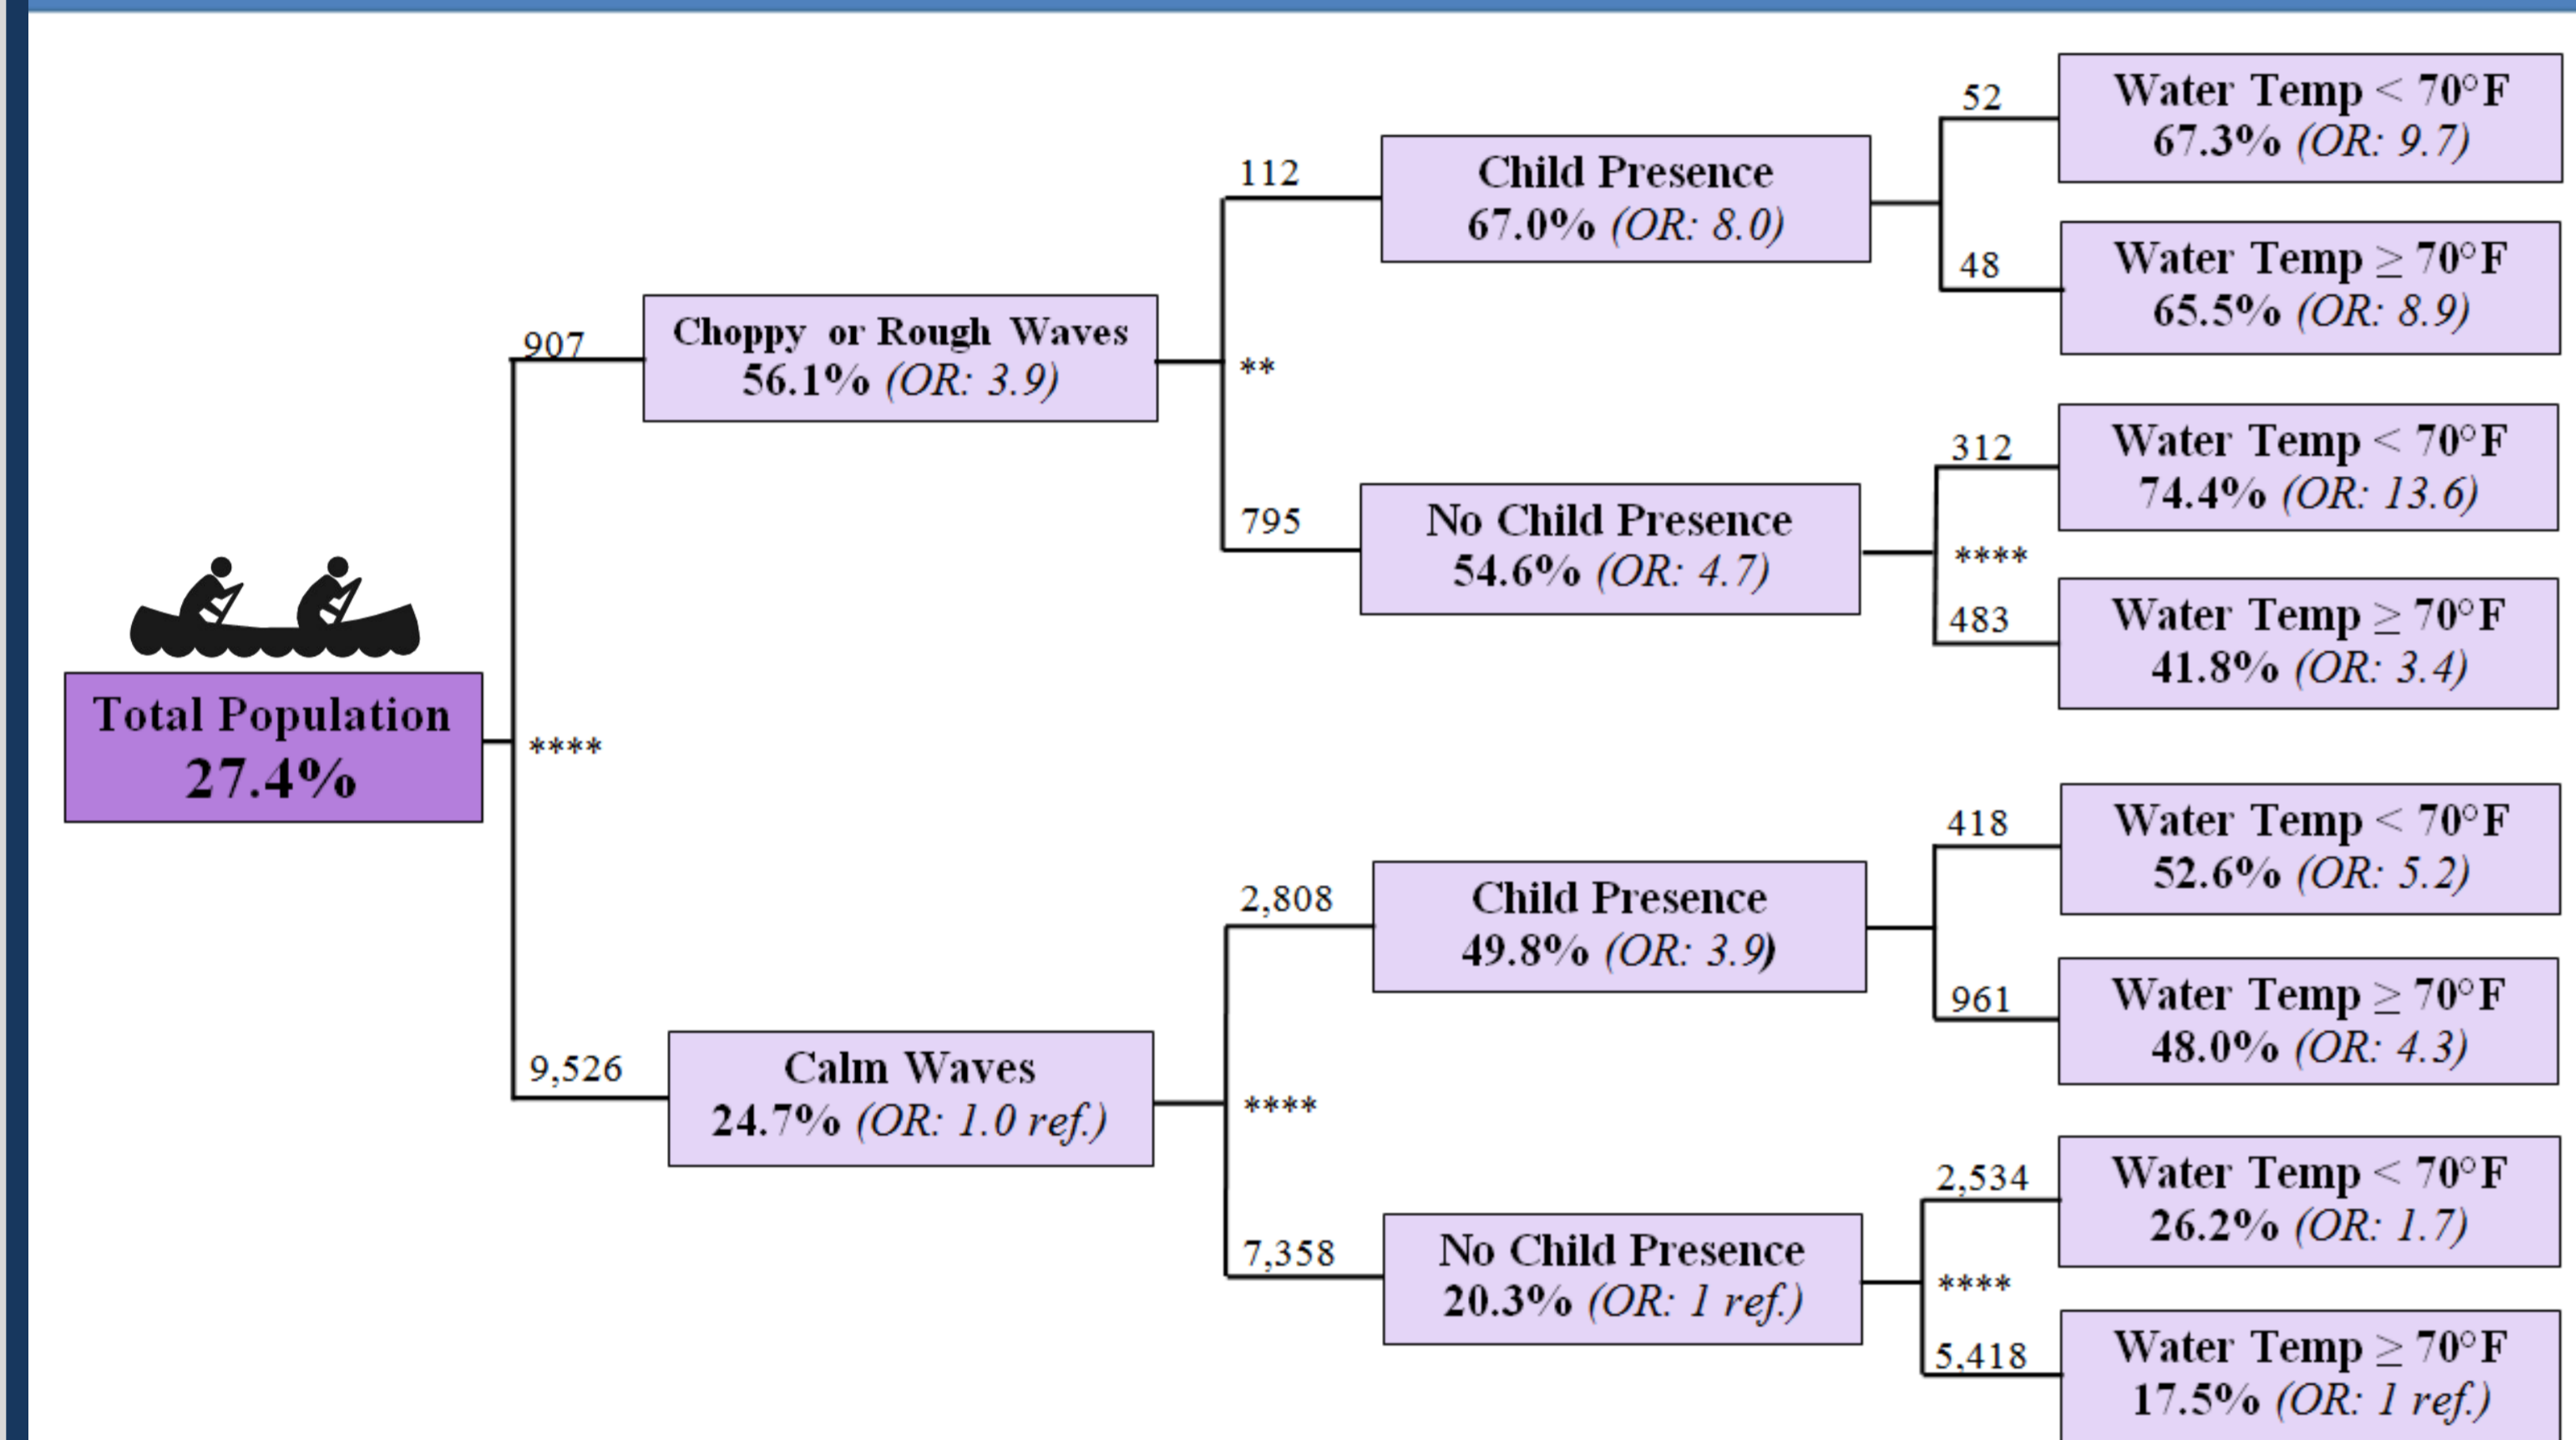 Total Population
27.4%
907
****
9,526
Choppy or Rough Waves
56.1% (OR: 3.9)
Calm Waves
24.7% (OR: 1.0 ref.)
112
**
795
2,808
****
7,358
Child Presence
67.0% (OR: 8.0)
No Child Presence
54.6% (OR: 4.7)
Child Presence
49.8% (OR: 3.9)
No Child Presence
20.3% (OR: 1 ref.)
52
48
312
****
483
418
961
2,534
****
5,418
Water Temp < 70°F
67.3% (OR: 9.7)
Water Temp ≥ 70°F
65.5% (OR: 8.9)
Water Temp < 70°F
74.4% (OR: 13.6)
Water Temp ≥ 70°F
41.8% (OR: 3.4)
Water Temp < 70°F
52.6% (OR: 5.2)
Water Temp ≥ 70°F
48.0% (OR: 4.3)
Water Temp < 70°F
26.2% (OR: 1.7)
Water Temp ≥ 70°F
17.5% (OR: 1 ref.)